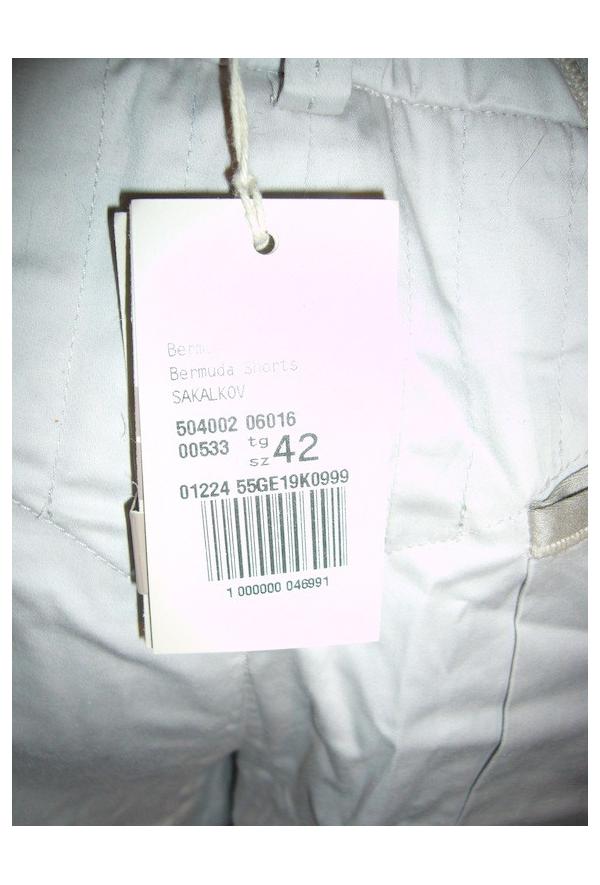 Bermuda Shorts
SAKALKOV
504002 06016
00533 tg sz 42
01224 55GE19K0999
1 000000 046991